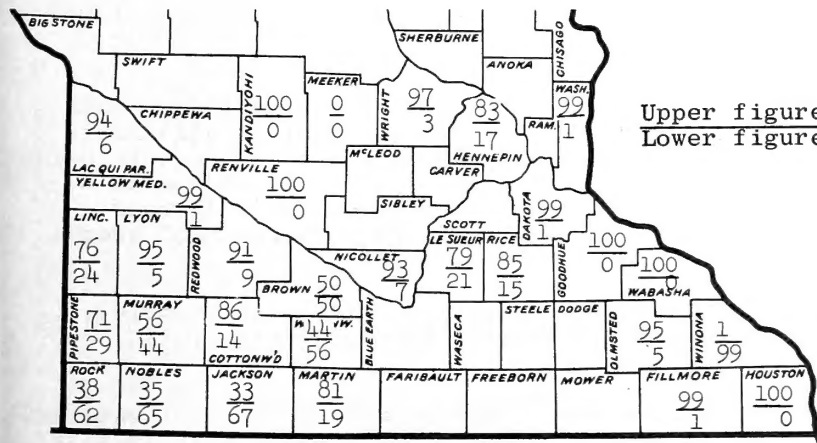 BIG STONE
SHERBURNE
CHISAGO
SWIFT
ANOKA
MEEKER
WASH.
KANDIYOHI
100
0
0
0
WRIGHT
97
3
83
17
99
1
Upper figure
Lower figure
94
6
CHIPPEWA
RAM.
McLEOD
HENNEPIN
LAC QUI PAR.
RENVILLE
100
0
CARVER
YELLOW MED.
99
1
SIBLEY
DAKOTA
99
1
LINC.
LYON
SCOTT
76
24
95
5
REDWOOD
91
9
NICOLLET
93
7
LE SUEUR
79
21
RICE
85
15
GOODHUE
100
0
100
0
WABASHA
BROWN
50
50
PIPESTONE
71
29
MURRAY
56
44
86
14
COTTONW'D
W
JW.
44
56
BLUE EARTH
WASECA
STEELE
DODGE
OLMSTED
95
5
WINONA
1
99
ROCK
38
62
NOBLES
35
65
JACKSON
33
67
MARTIN
81
19
FARIBAULT
FREEBORN
MOWER
FILLMORE
99
1
HOUSTON
100
0